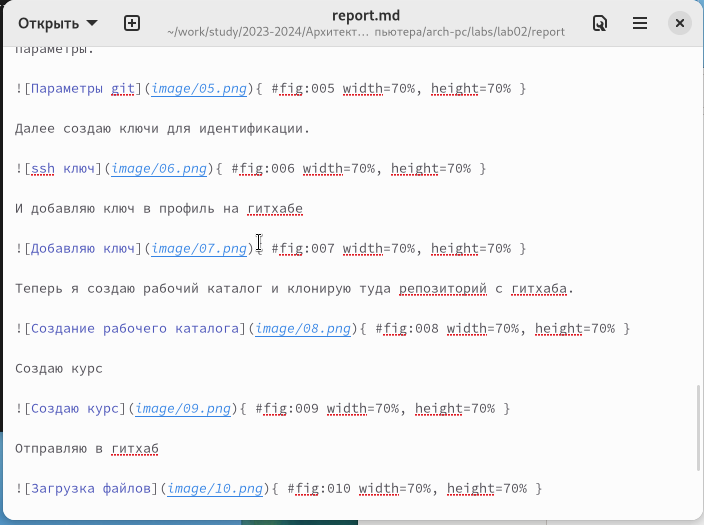 Открыть
report.md
~/work/study/2023-2024/Архитект… пьютера/arch-pc/labs/lab02/report
параметры.
![Параметры git](image/05.png){ #fig:005 width=70%, height=70% }
Далее создаю ключи для идентификации.
![ssh ключ](image/06.png){ #fig:006 width=70%, height=70% }
И добавляю ключ в профиль на гитхабе
![Добавляю ключ](image/07.png){ #fig:007 width=70%, height=70% }
Теперь я создаю рабочий каталог и клонирую туда репозиторий с гитхаба.
![Создание рабочего каталога](image/08.png){ #fig:008 width=70%, height=70% }
Создаю курс
![Создаю курс](image/09.png){ #fig:009 width=70%, height=70% }
Отправляю в гитхаб
![Загрузка файлов](image/10.png){ #fig:010 width=70%, height=70% }